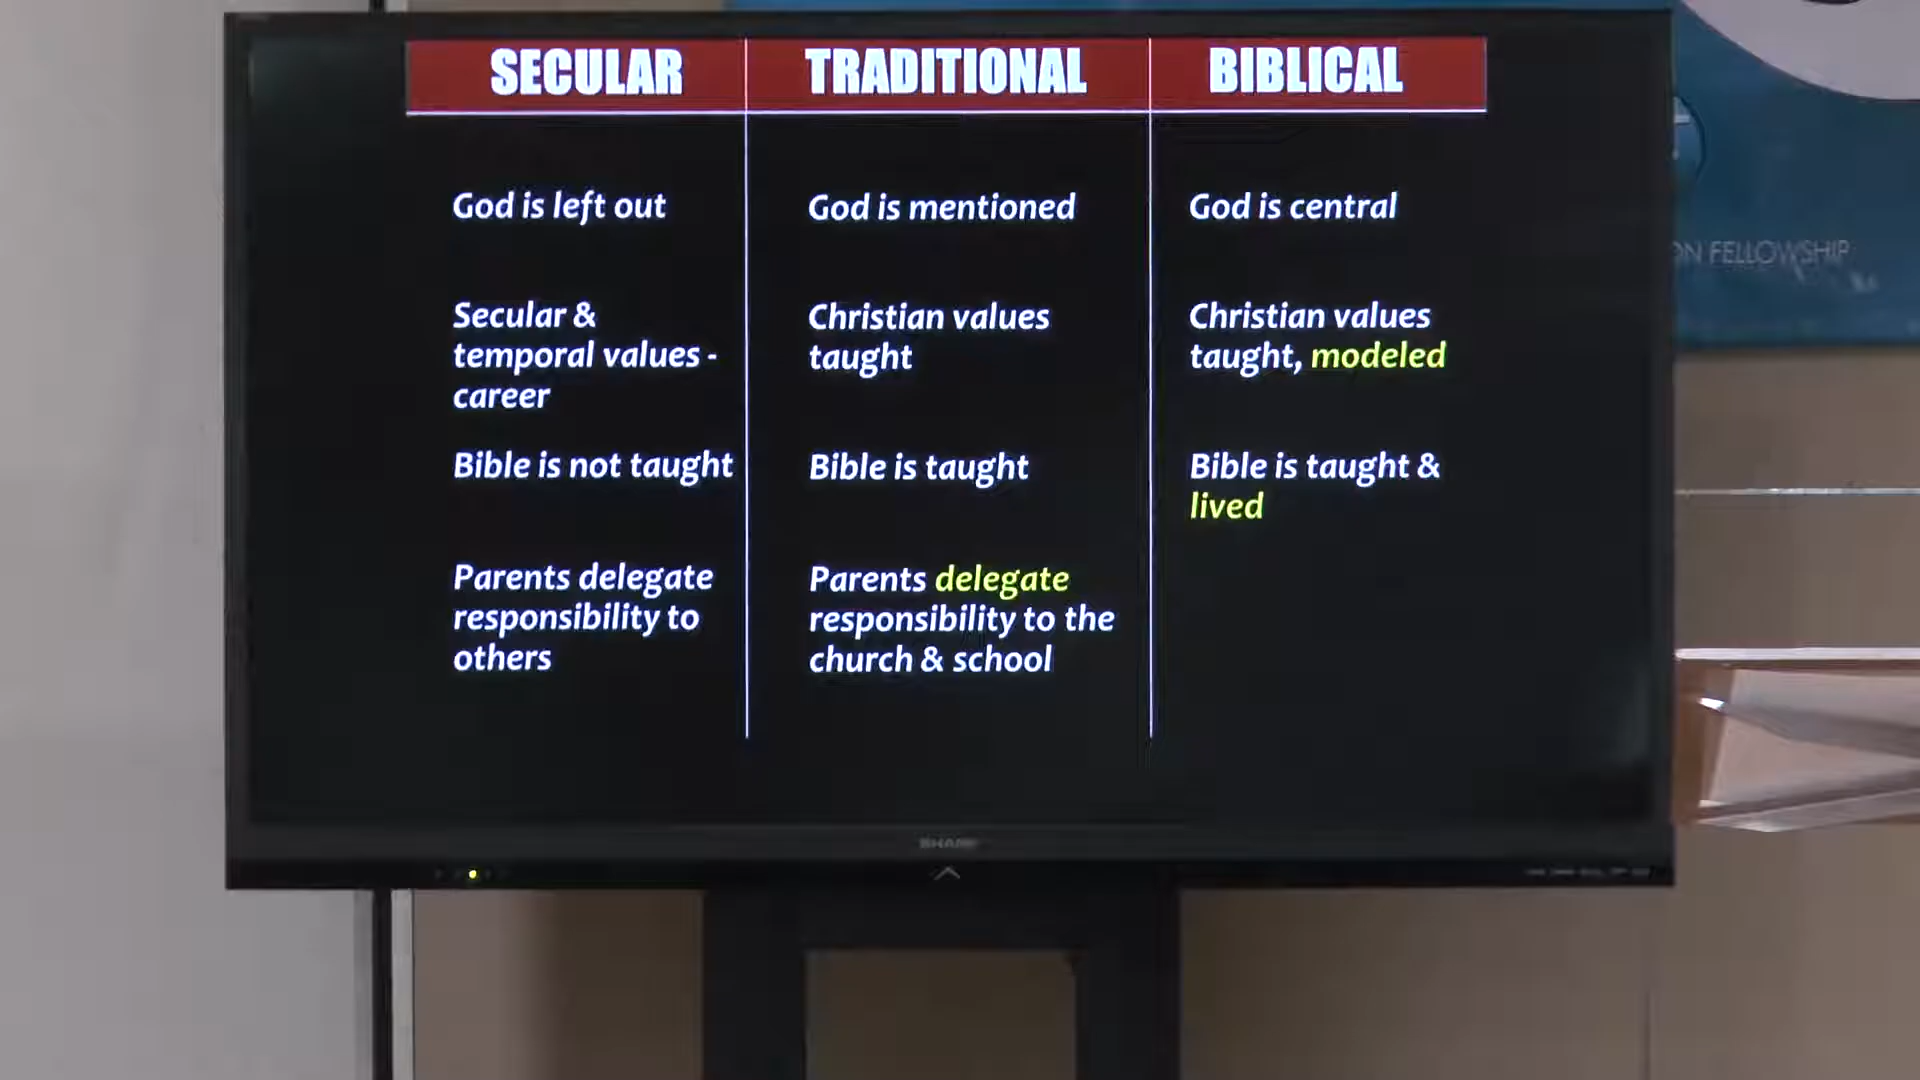 SECULAR
TRADITIONAL
BIBLICAL
God is left out
God is mentioned
God is central
Secular &
temporal values -
career
Christian values
taught
Christian values
taught, modeled
Bible is not taught
Bible is taught
Bible is taught &
lived
Parents delegate
responsibility to
others
Parents delegate
responsibility to the
church & school
FELLOWSHIP
SHARP